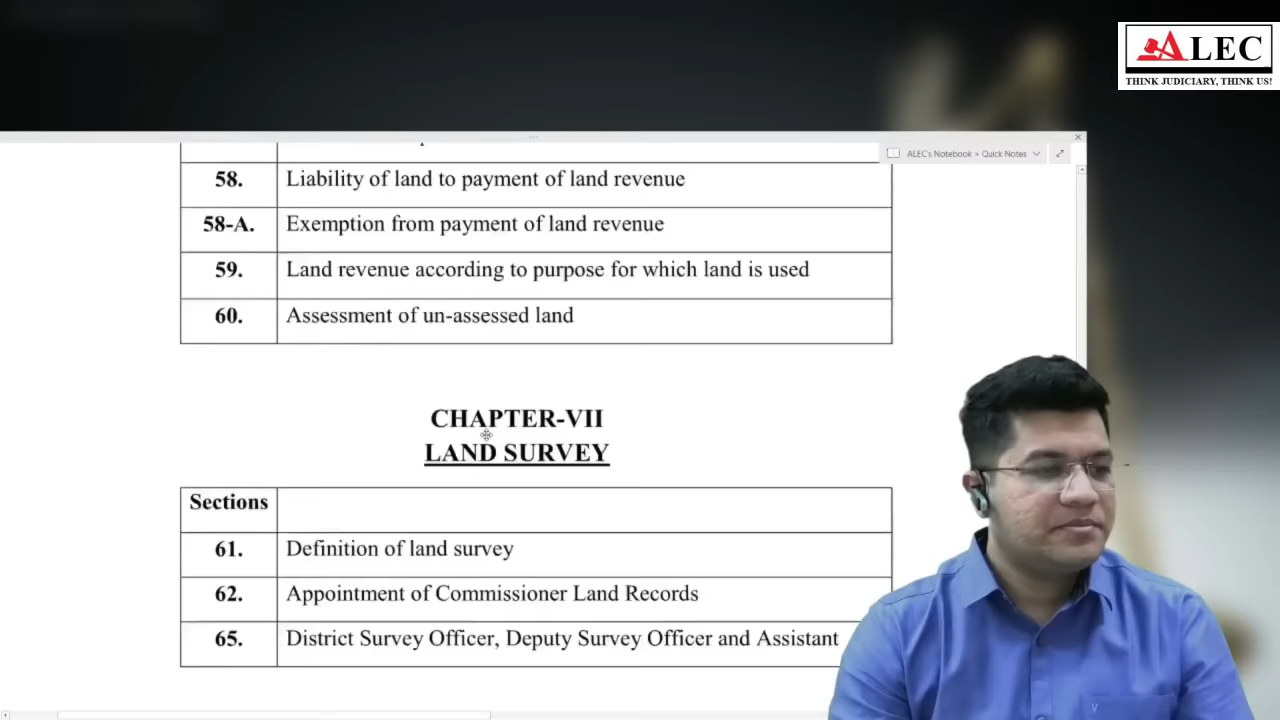 ALEC
THINK JUDICIARY, THINK US!
ALEC's Notebook > Quick Notes
58. Liability of land to payment of land revenue
58-A. Exemption from payment of land revenue
59. Land revenue according to purpose for which land is used
60. Assessment of un-assessed land
CHAPTER-VII
LAND SURVEY
Sections
61. Definition of land survey
62. Appointment of Commissioner Land Records
65. District Survey Officer, Deputy Survey Officer and Assistant